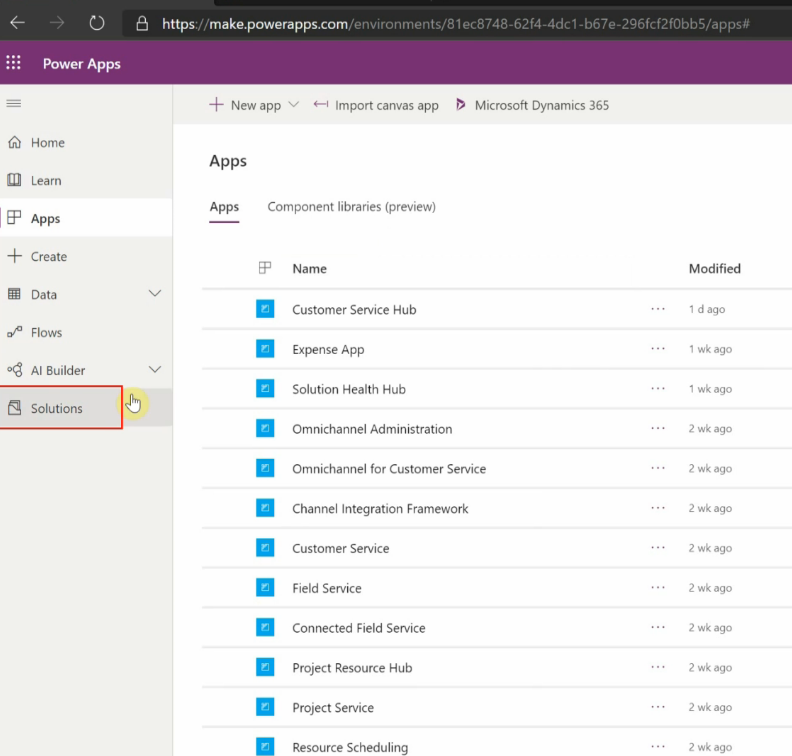 https://make.powerapps.com/environments/81ec8748-62f4-4dc1-b67e-296fcf2f0bb5/apps#
Power Apps
New app
Import canvas app
Microsoft Dynamics 365
Home
Learn
Apps
Create
Data
Flows
AI Builder
Solutions
Apps
Apps
Component libraries (preview)
Name Modified
Customer Service Hub ... 1 d ago
Expense App ... 1 wk ago
Solution Health Hub ... 1 wk ago
Omnichannel Administration ... 2 wk ago
Omnichannel for Customer Service ... 2 wk ago
Channel Integration Framework ... 2 wk ago
Customer Service ... 2 wk ago
Field Service ... 2 wk ago
Connected Field Service ... 2 wk ago
Project Resource Hub ... 2 wk ago
Project Service ... 2 wk ago
Resource Scheduling ... 2 wk ago